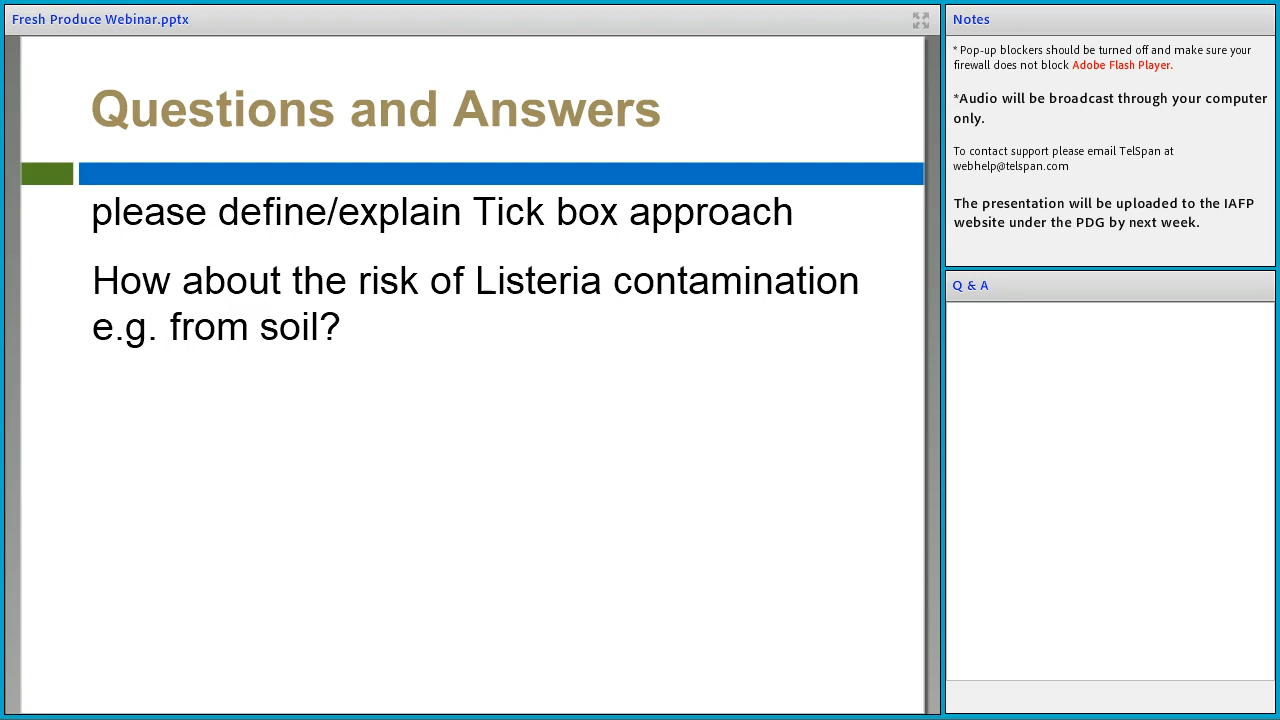 Fresh Produce Webinar.pptx
Questions and Answers
please define/explain Tick box approach
How about the risk of Listeria contamination
e.g. from soil?
Notes
* Pop-up blockers should be turned off and make sure your
firewall does not block Adobe Flash Player.
*Audio will be broadcast through your computer
only.
To contact support please email TelSpan at
webhelp@telspan.com
The presentation will be uploaded to the IAFP
website under the PDG by next week.
Q & A